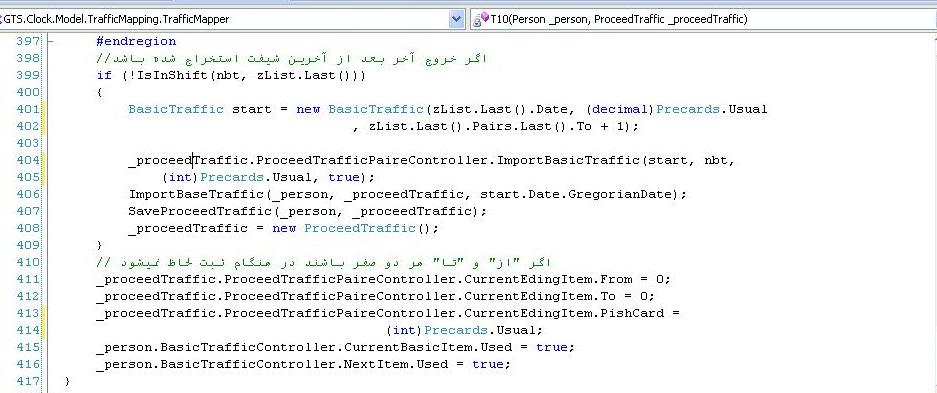 GTS.Clock.Model.TrafficMapping.TrafficMapper
T10(Person _person, ProceedTraffic _proceedTraffic)
397 #endregion
398 //اگر خروج آخر بعد از آخرین شیفت استخراج شده باشد
399 if (!IsInShift(nbt, zList.Last()))
400 {
401 BasicTraffic start = new BasicTraffic(zList.Last().Date, (decimal)Precards.Usual
402 , zList.Last().Pairs.Last().To + 1);
403
404 _proceedTraffic.ProceedTrafficPaireController.ImportBasicTraffic(start, nbt,
405 (int)Precards.Usual, true);
406 ImportBaseTraffic(_person, _proceedTraffic, start.Date.GregorianDate);
407 SaveProceedTraffic(_person, _proceedTraffic);
408 _proceedTraffic = new ProceedTraffic();
409 }
410 // اگر "از" و "تا" هر دو صفر باشند در هنگام ثبت لحاظ نمیشود
411 _proceedTraffic.ProceedTrafficPaireController.CurrentEdingItem.From = 0;
412 _proceedTraffic.ProceedTrafficPaireController.CurrentEdingItem.To = 0;
413 _proceedTraffic.ProceedTrafficPaireController.CurrentEdingItem.PishCard =
414 (int)Precards.Usual;
415 _person.BasicTrafficController.CurrentBasicItem.Used = true;
416 _person.BasicTrafficController.NextItem.Used = true;
417 }